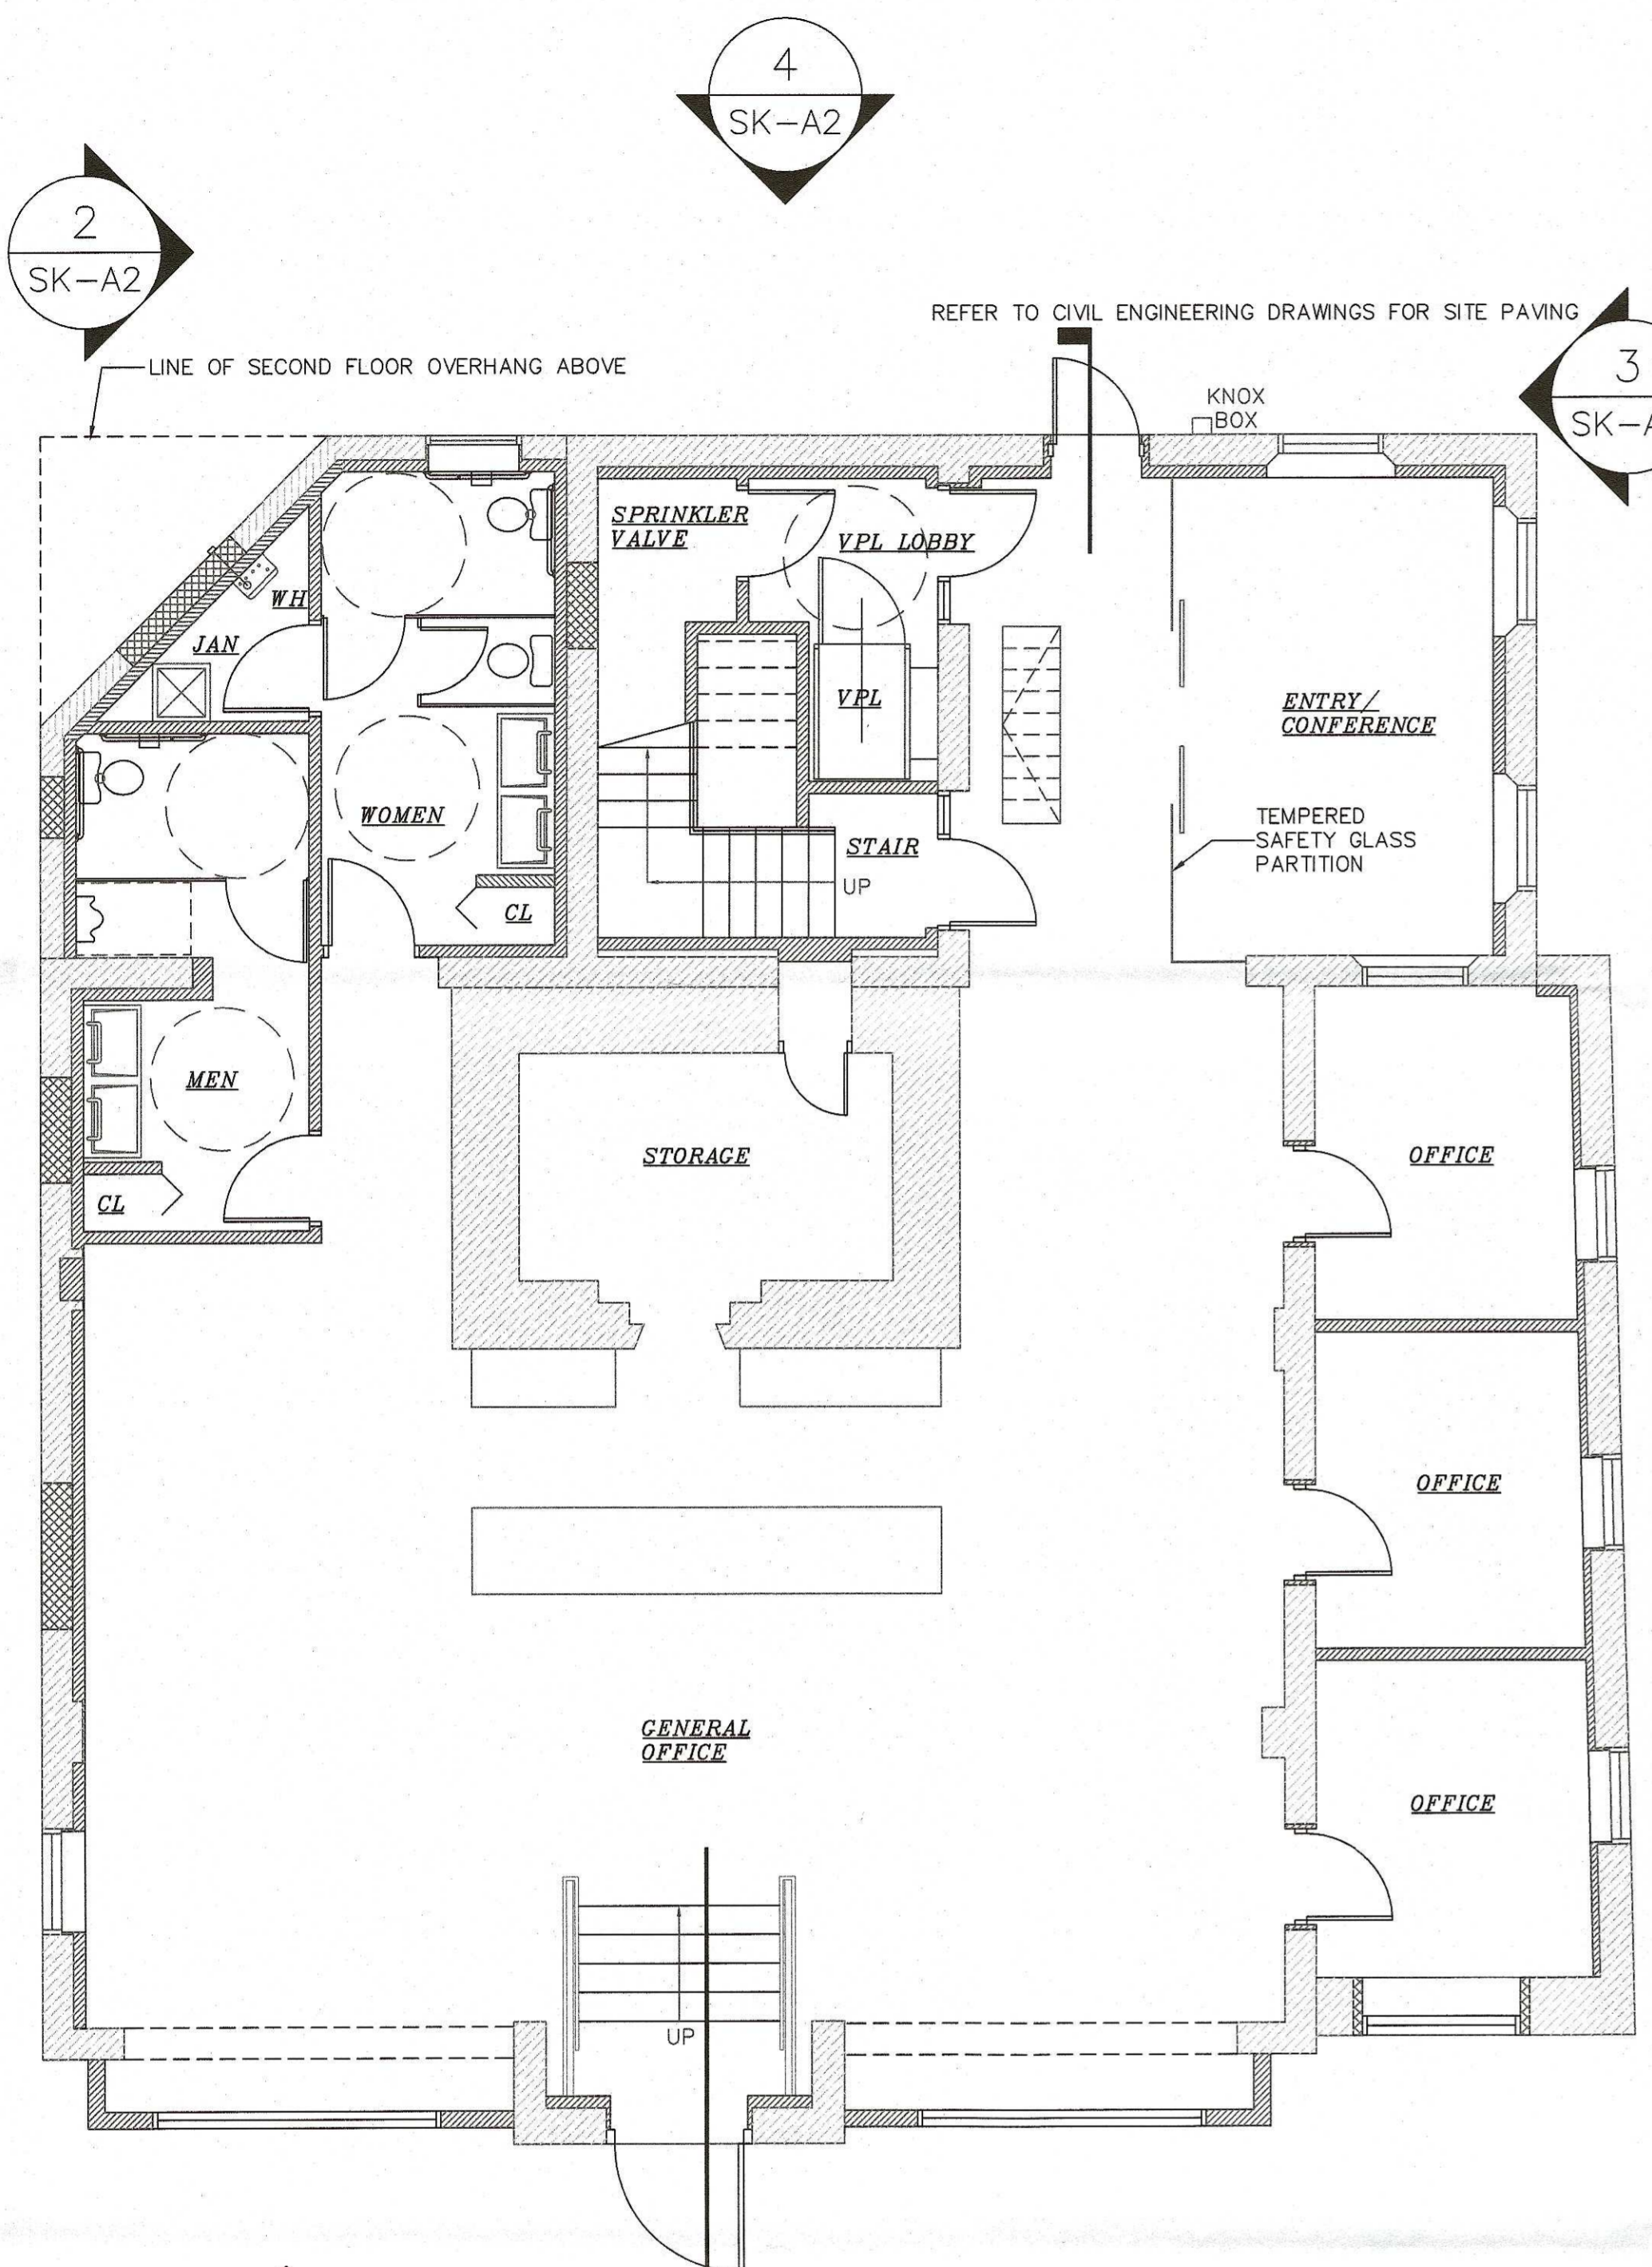 4
SK-A2
2
SK-A2
REFER TO CIVIL ENGINEERING DRAWINGS FOR SITE PAVING
3
SK-A
LINE OF SECOND FLOOR OVERHANG ABOVE
KNOX
BOX
SPRINKLER
VALVE
VPL LOBBY
WH
JAN
VPL
ENTRY/
CONFERENCE
WOMEN
TEMPERED
SAFETY GLASS
PARTITION
STAIR
UP
CL
MEN
STORAGE
OFFICE
CL
OFFICE
GENERAL
OFFICE
OFFICE
UP